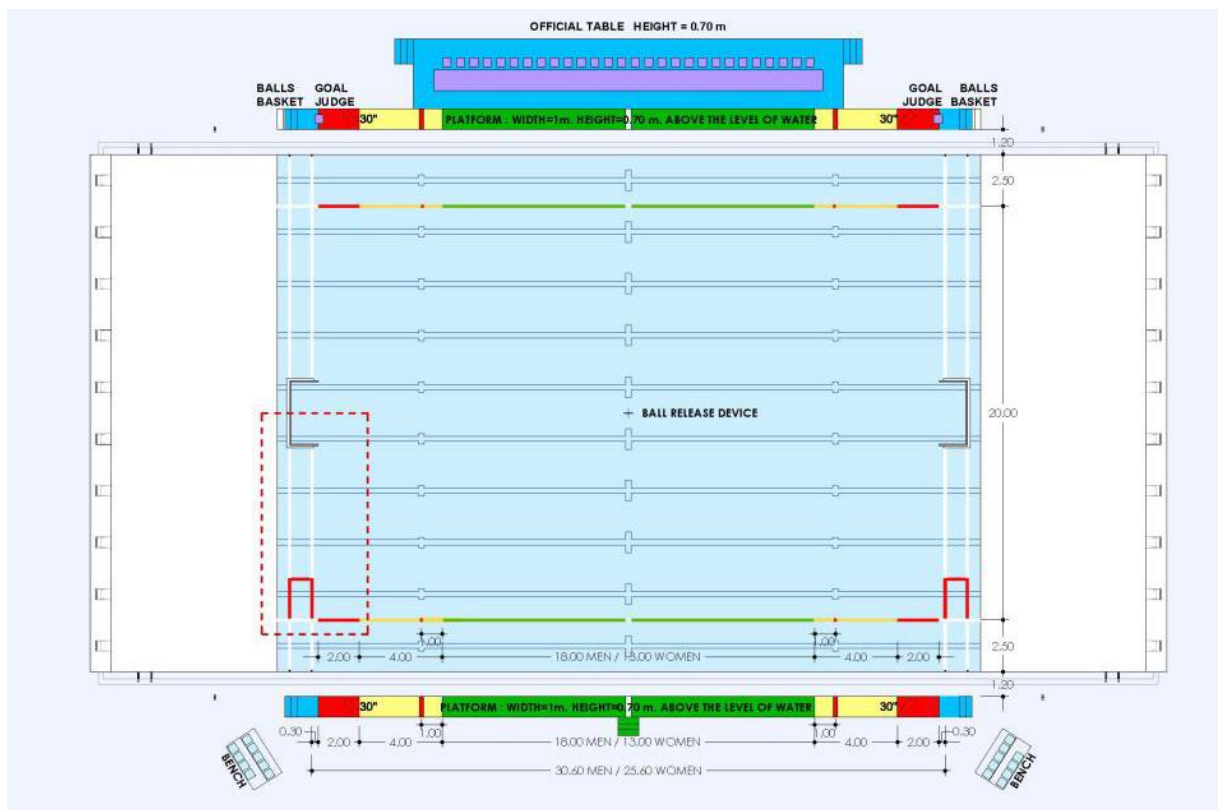 OFFICIAL TABLE HEIGHT = 0.70 m
BALLS BASKET
GOAL JUDGE
GOAL JUDGE
BALLS BASKET
30"
PLATFORM : WIDTH=1m. HEIGHT=0.70 m. ABOVE THE LEVEL OF WATER
30"
1.20
2.50
BALL RELEASE DEVICE
20.00
1.00
1.00
2.50
2.00
4.00
18.00 MEN / 13.00 WOMEN
4.00
2.00
1.20
30"
PLATFORM : WIDTH=1m. HEIGHT=0.70 m. ABOVE THE LEVEL OF WATER
30"
0.30
2.00
4.00
1.00
18.00 MEN / 13.00 WOMEN
1.00
4.00
2.00
0.30
BENCH
30.60 MEN / 25.60 WOMEN
BENCH